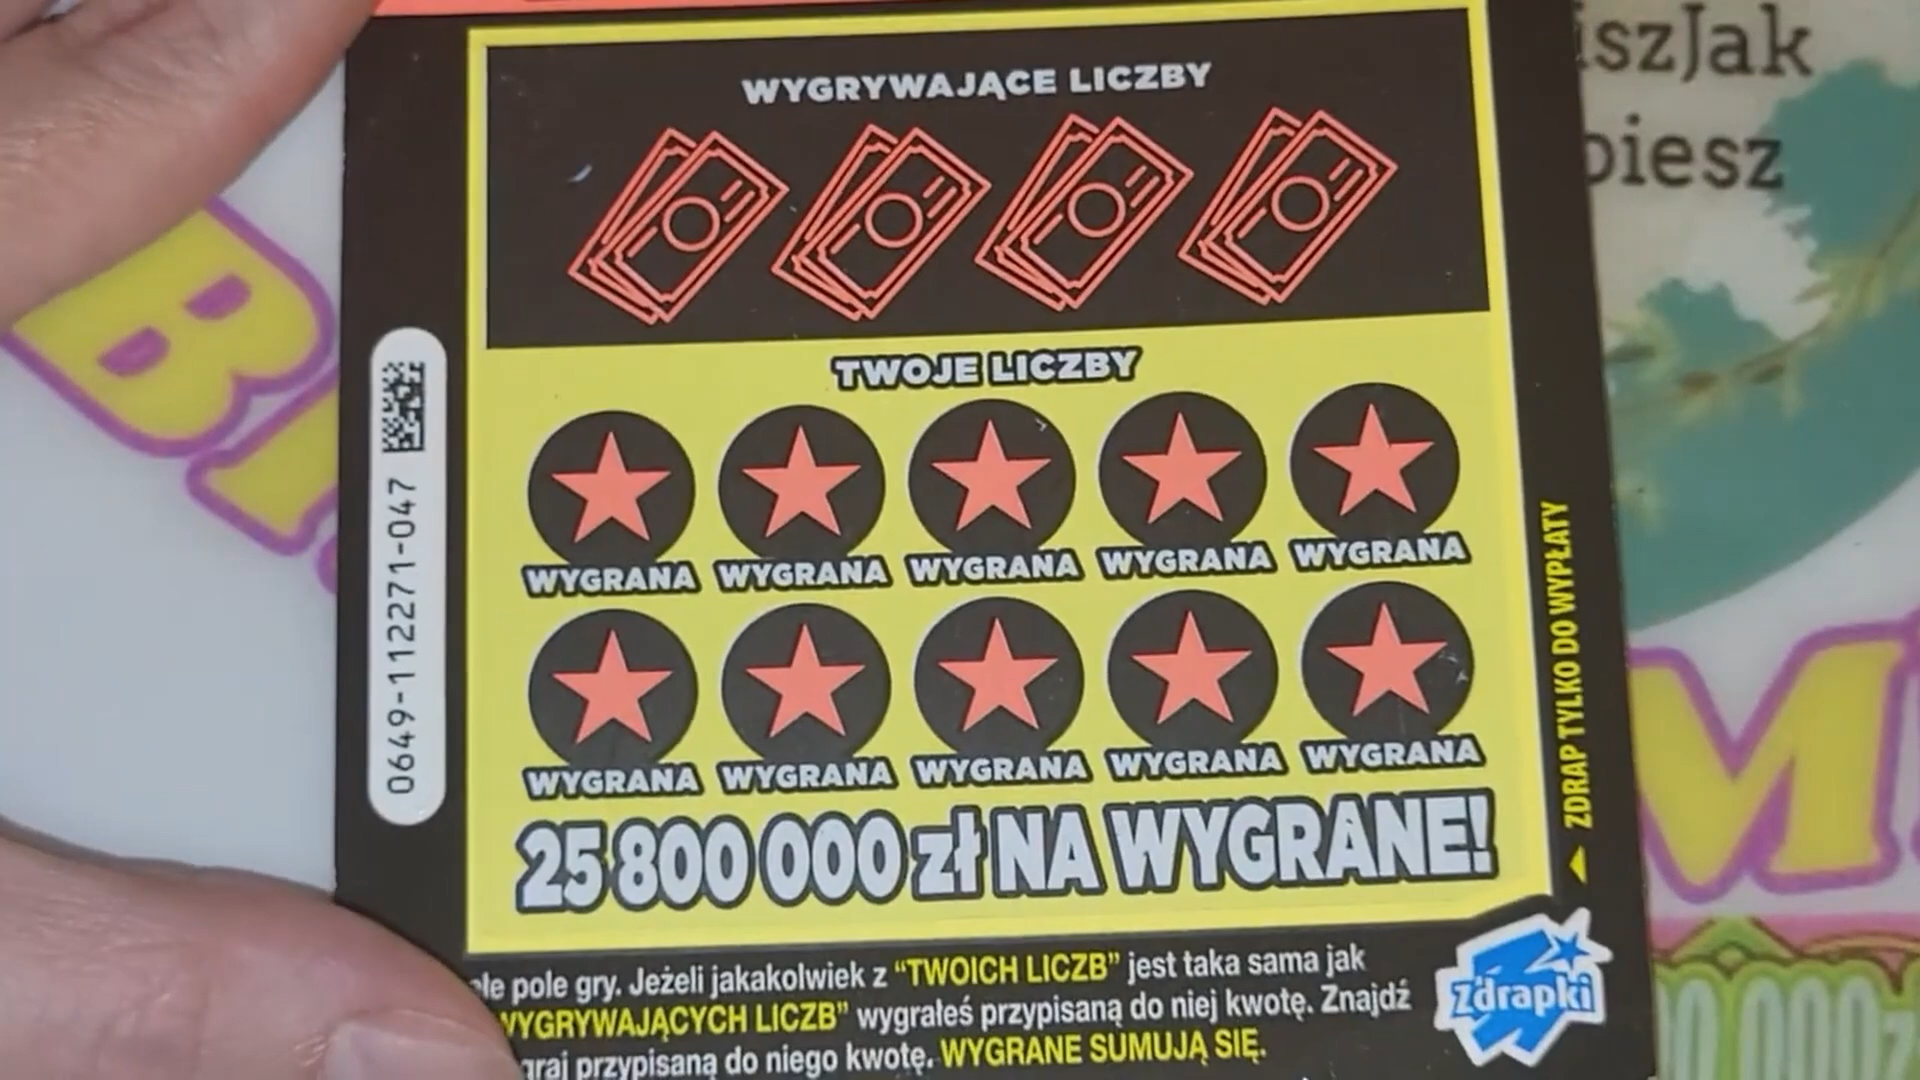 WYGRYWAJĄCE LICZBY
TWOJE LICZBY
WYGRANA WYGRANA WYGRANA WYGRANA WYGRANA
WYGRANA WYGRANA WYGRANA WYGRANA WYGRANA
25 800 000 zł NA WYGRANE!
pole gry. Jeżeli jakakolwiek z “TWOICH LICZB” jest taka sama jak
WYGRYWAJĄCYCH LICZB” wygrałeś przypisaną do niej kwotę. Znajdź
graj przypisaną do niego kwotę. WYGRANE SUMUJĄ SIĘ.
Zdrapki
0649-112271-047
ZDRAP TYLKO DO WYPŁATY
iszJak
piesz